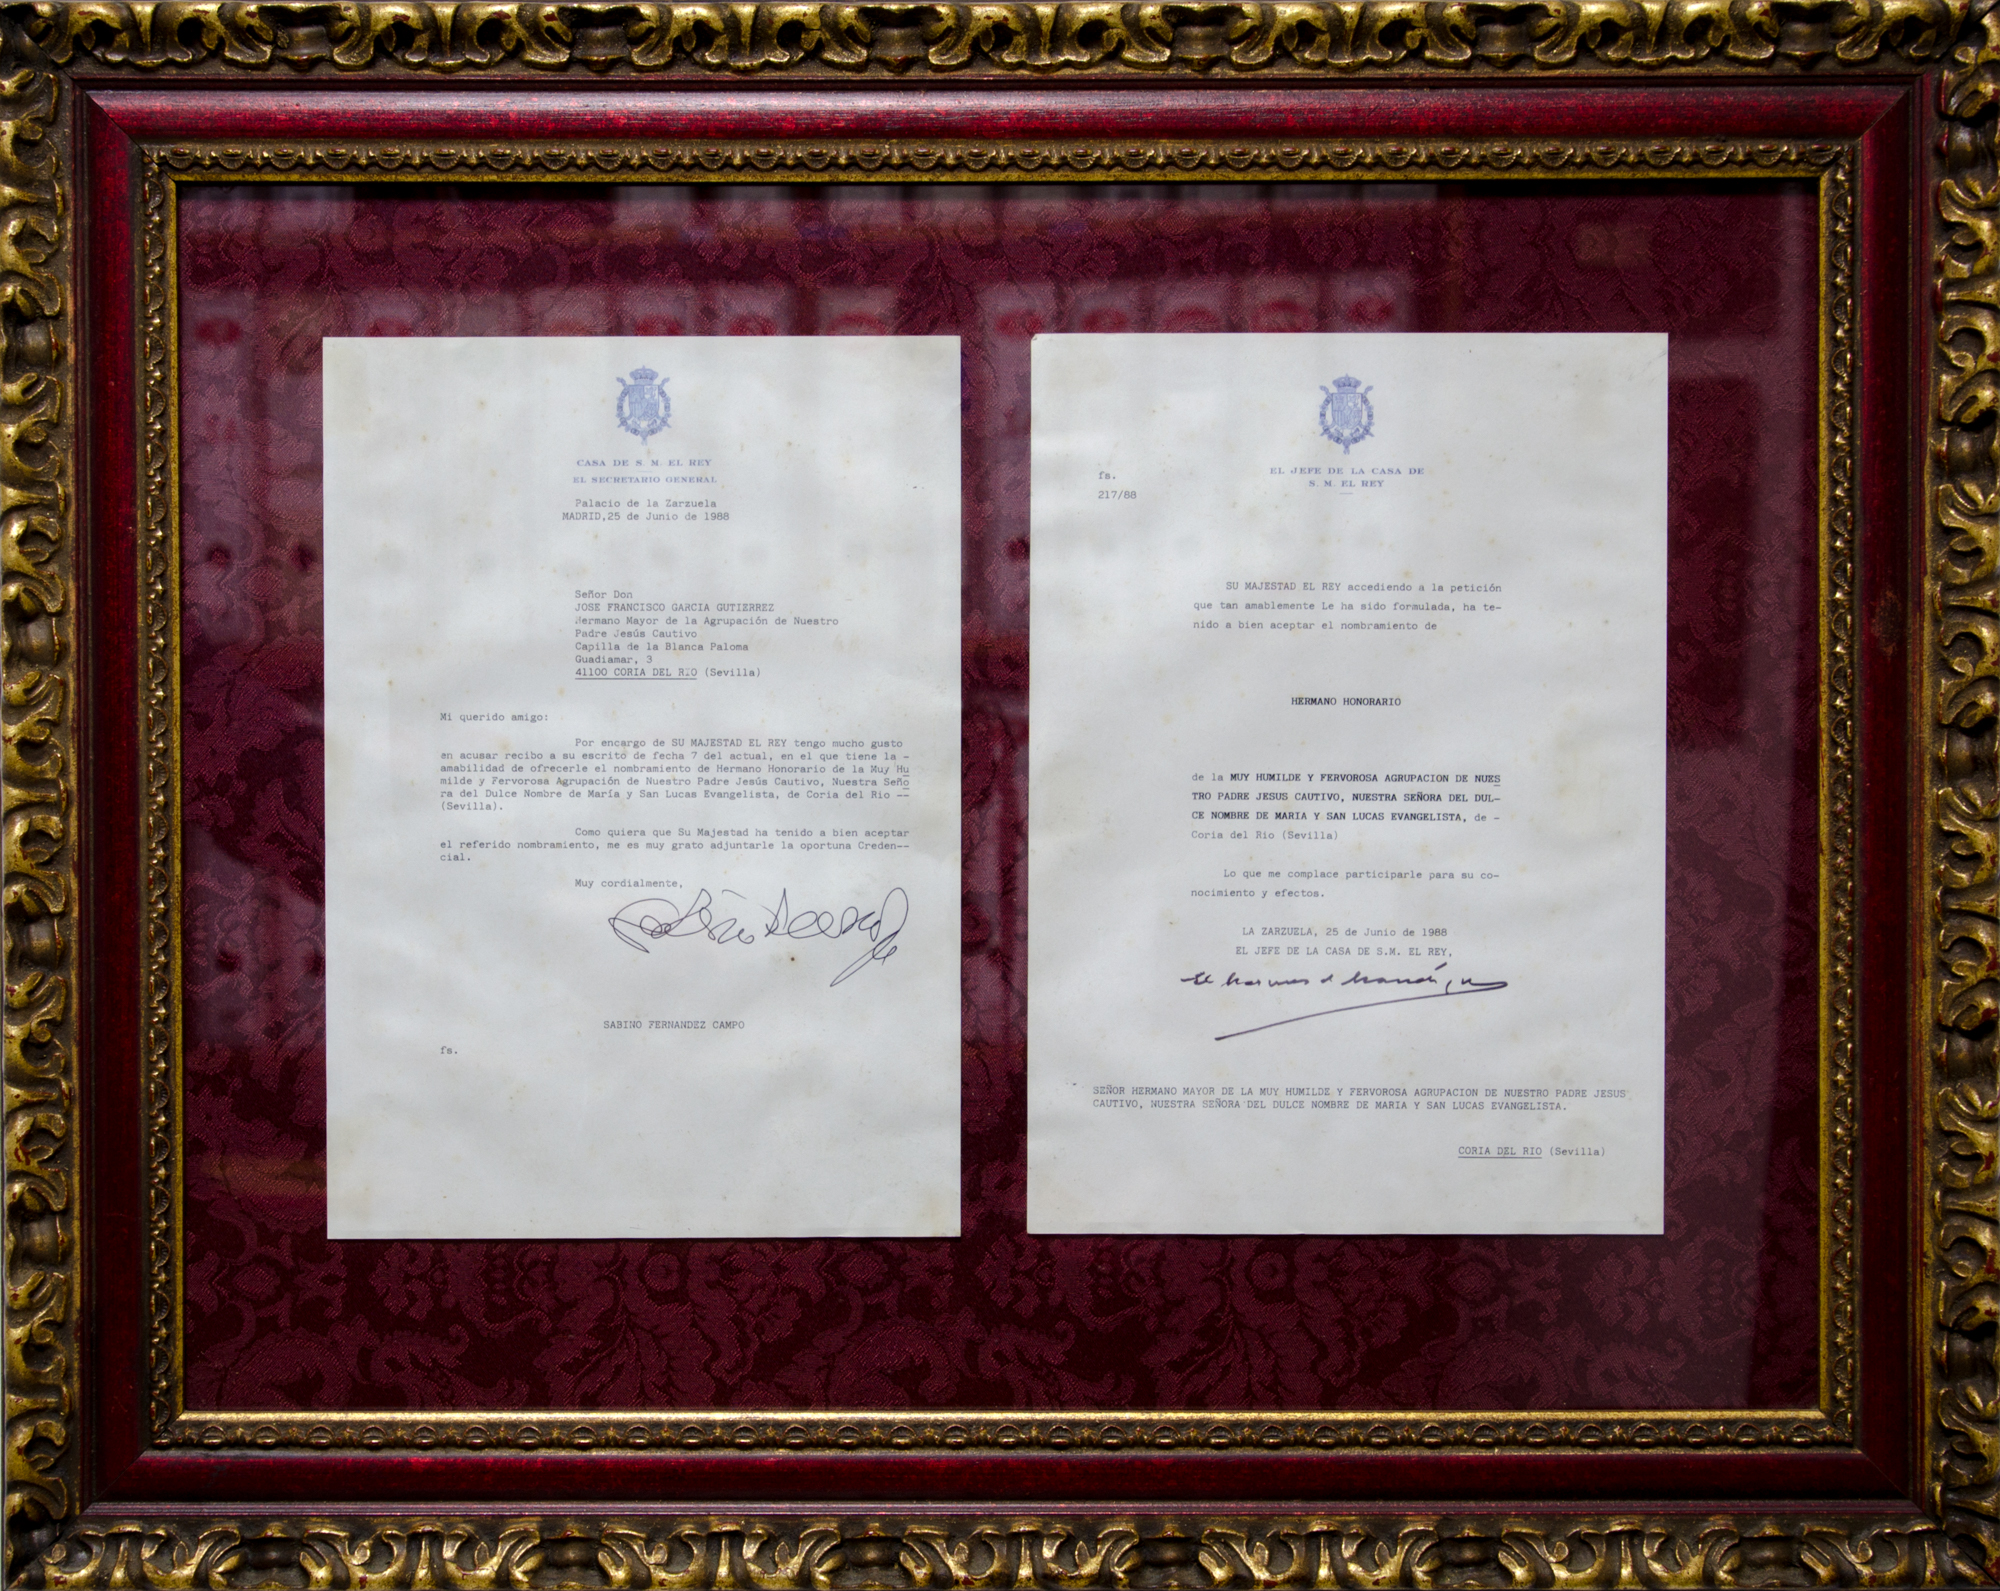 CASA DE S. M. EL REY
EL SECRETARIO GENERAL
Palacio de la Zarzuela
MADRID,25 de Junio de 1988
Señor Don
JOSE FRANCISCO GARCIA GUTIERREZ
Hermano Mayor de la Agrupación de Nuestro
Padre Jesús Cautivo
Capilla de la Blanca Paloma
Guadiamar, 3
41100 CORIA DEL RIO (Sevilla)
Mi querido amigo:
Por encargo de SU MAJESTAD EL REY tengo mucho gusto
en acusar recibo a su escrito de fecha 7 del actual, en el que tiene la -
amabilidad de ofrecerle el nombramiento de Hermano Honorario de la Muy Hu
milde y Fervorosa Agrupación de Nuestro Padre Jesús Cautivo, Nuestra Seño
ra del Dulce Nombre de María y San Lucas Evangelista, de Coria del Rio --
(Sevilla).
Como quiera que Su Majestad ha tenido a bien aceptar
el referido nombramiento, me es muy grato adjuntarle la oportuna Creden--
cial.
Muy cordialmente,
SABINO FERNANDEZ CAMPO
fs.
EL JEFE DE LA CASA DE
S. M. EL REY
fs.
217/88
SU MAJESTAD EL REY accediendo a la petición
que tan amablemente Le ha sido formulada, ha te-
nido a bien aceptar el nombramiento de
HERMANO HONORARIO
de la MUY HUMILDE Y FERVOROSA AGRUPACION DE NUES
TRO PADRE JESUS CAUTIVO, NUESTRA SEÑORA DEL DUL-
CE NOMBRE DE MARIA Y SAN LUCAS EVANGELISTA, de -
Coria del Rio (Sevilla)
Lo que me complace participarle para su co-
nocimiento y efectos.
LA ZARZUELA, 25 de Junio de 1988
EL JEFE DE LA CASA DE S.M. EL REY,
SEÑOR HERMANO MAYOR DE LA MUY HUMILDE Y FERVOROSA AGRUPACION DE NUESTRO PADRE JESUS
CAUTIVO, NUESTRA SEÑORA DEL DULCE NOMBRE DE MARIA Y SAN LUCAS EVANGELISTA.
CORIA DEL RIO (Sevilla)